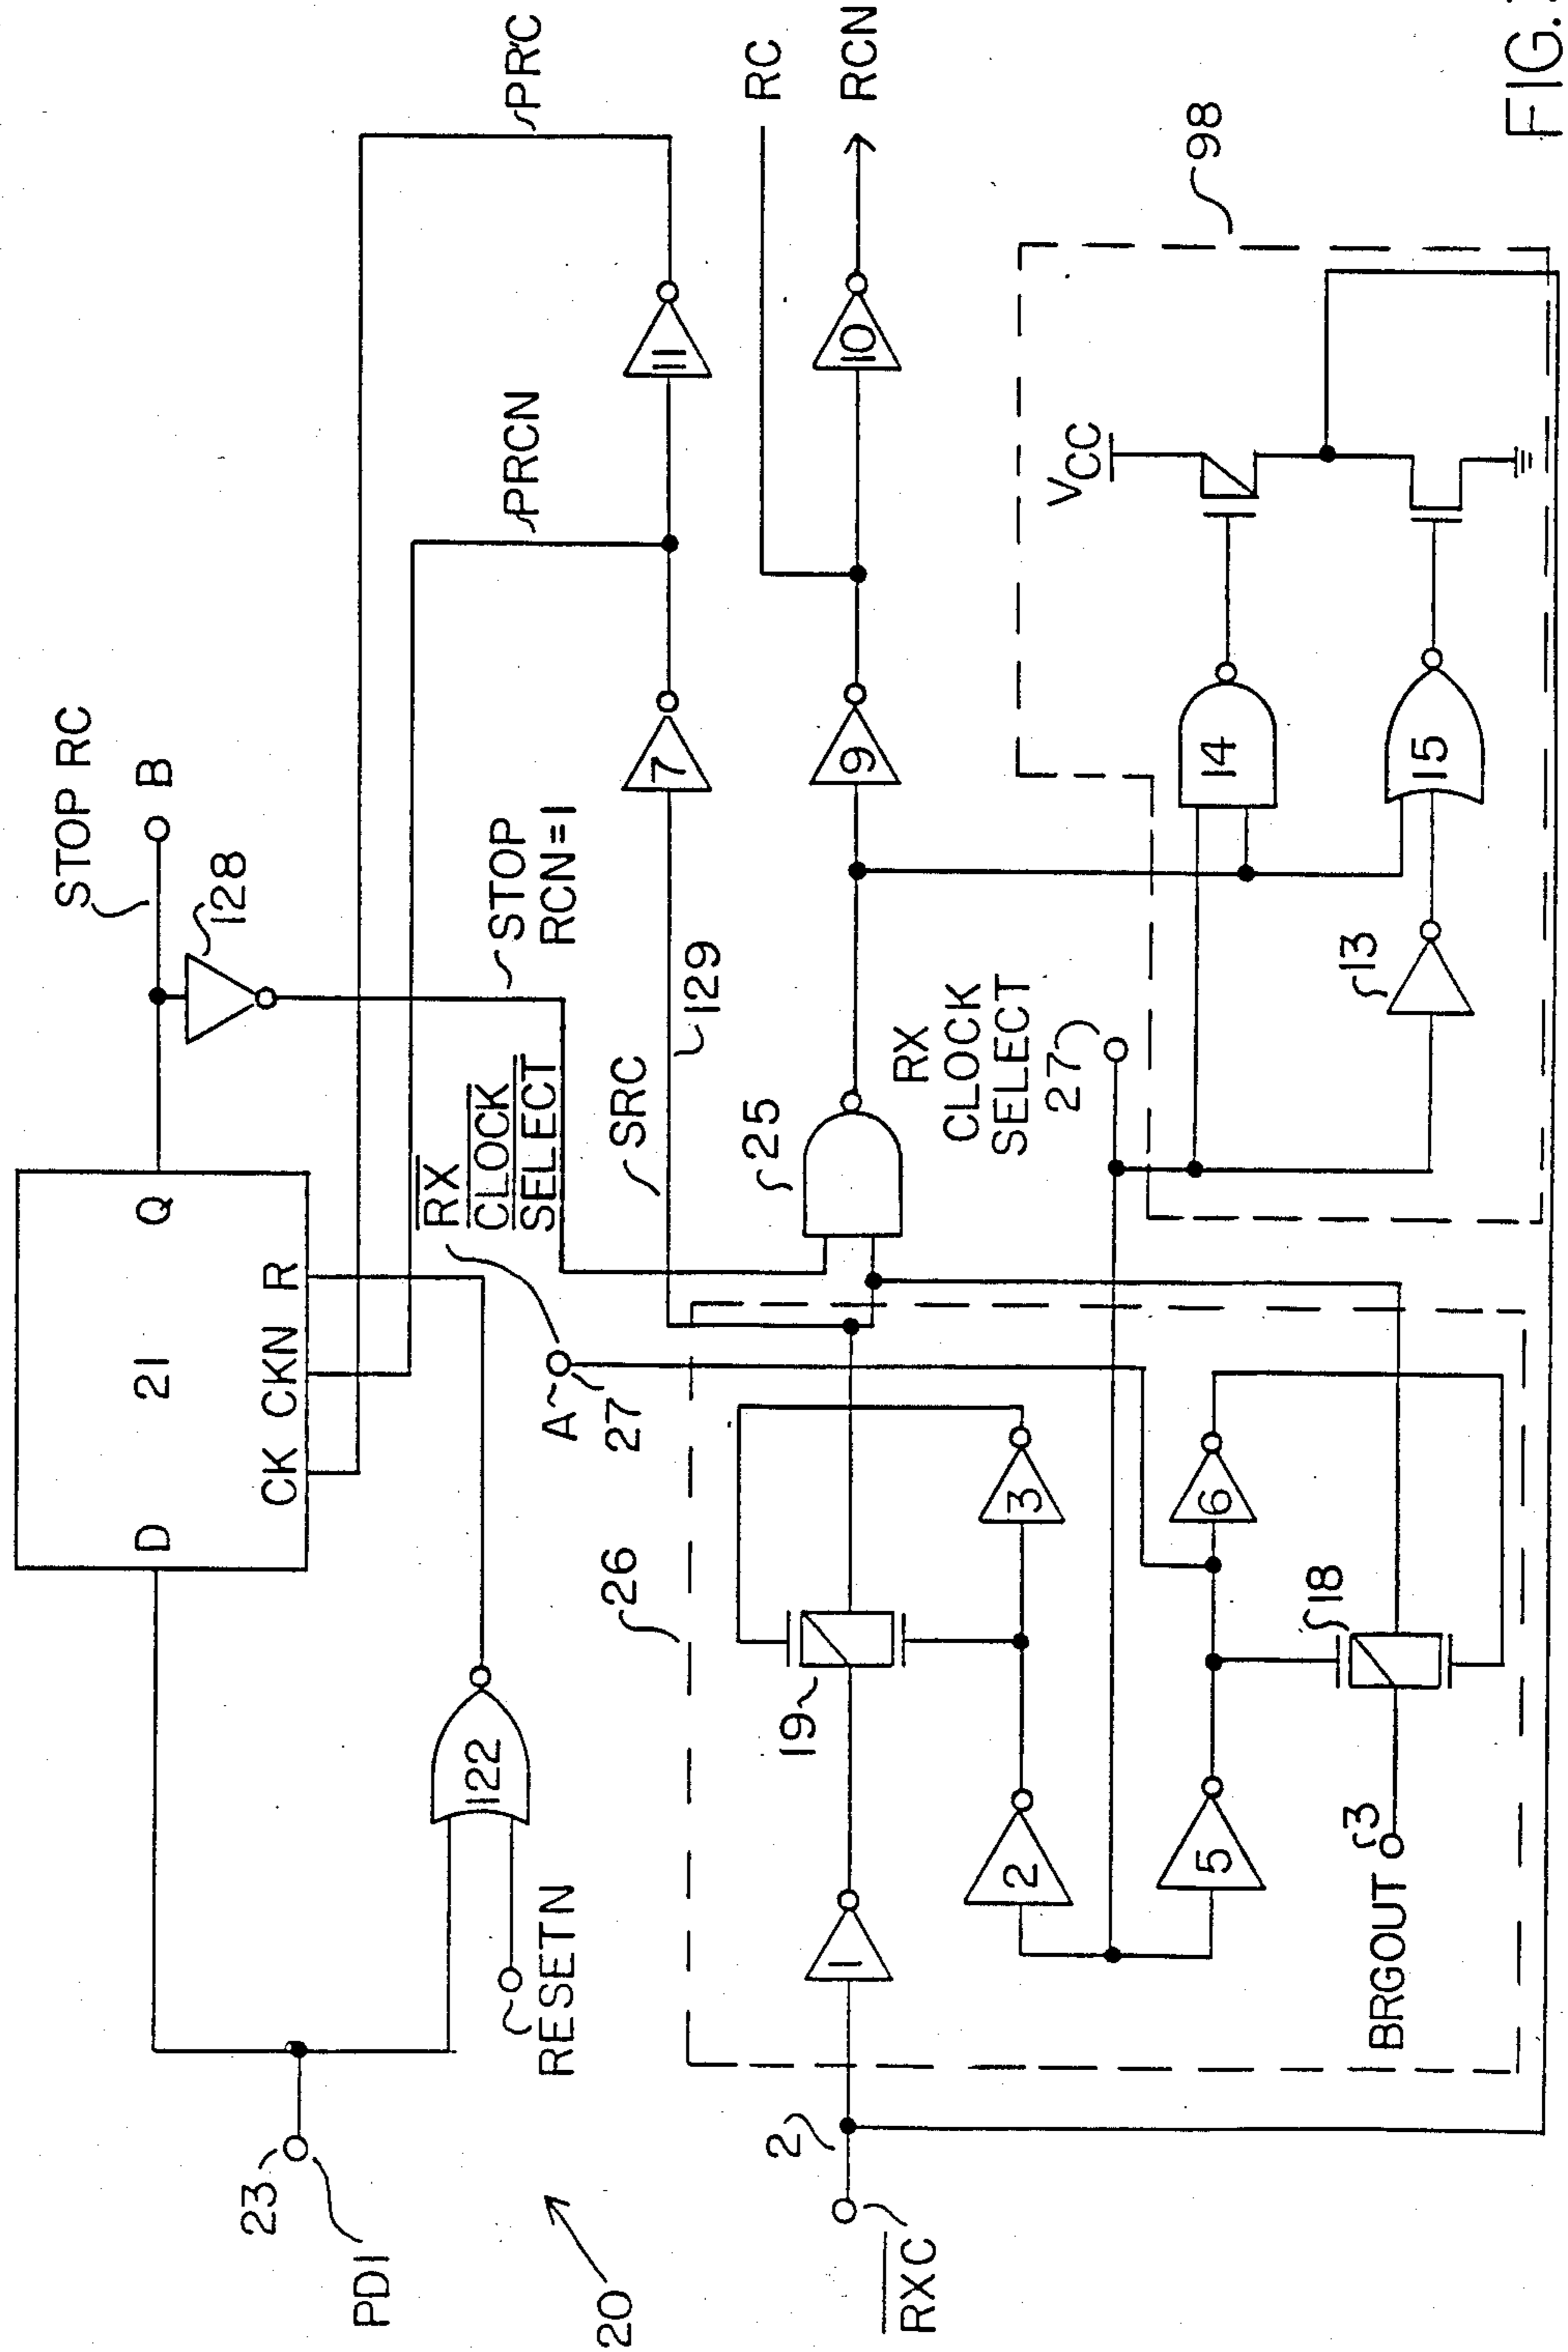 STOP RC
B
128
PRC
PRCN
D
21
Q
CK CKN R
23
PDI
122
RESETN
20
RX
CLOCK
SELECT
A
27
SRC
129
STOP
RCN=1
7
11
RC
RCN
26
19
1
2
RXC
25
9
10
2
3
RX
CLOCK
SELECT
27
5
6
18
BRGOUT
3
13
14
15
VCC
98
FIG.